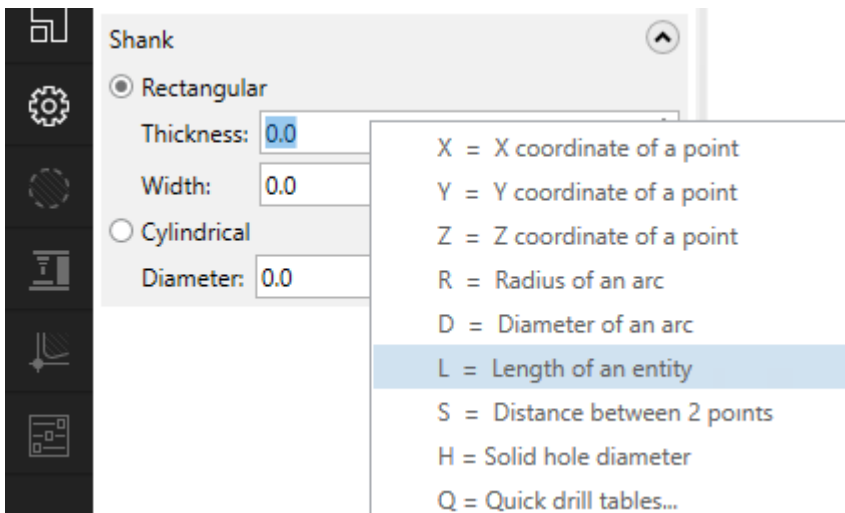 Shank
Rectangular
Thickness: 0.0
Width: 0.0
Cylindrical
Diameter: 0.0
X = X coordinate of a point
Y = Y coordinate of a point
Z = Z coordinate of a point
R = Radius of an arc
D = Diameter of an arc
L = Length of an entity
S = Distance between 2 points
H = Solid hole diameter
Q = Quick drill tables...